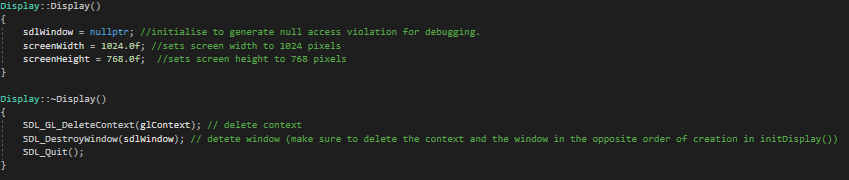 Display::Display()
{
sdlWindow = nullptr; //initialise to generate null access violation for debugging.
screenWidth = 1024.0f; //sets screen width to 1024 pixels
screenHeight = 768.0f;  //sets screen height to 768 pixels
}
Display::~Display()
{
SDL_GL_DeleteContext(glContext); // delete context
SDL_DestroyWindow(sdlWindow); // detete window (make sure to delete the context and the window in the opposite order of creation in initDisplay())
SDL_Quit();
}